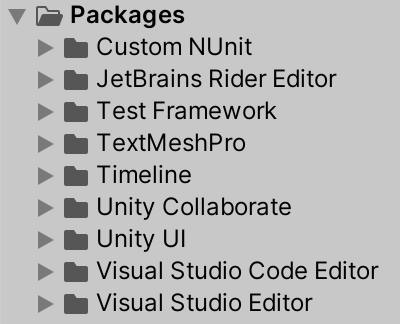 Packages
Custom NUnit
JetBrains Rider Editor
Test Framework
TextMeshPro
Timeline
Unity Collaborate
Unity UI
Visual Studio Code Editor
Visual Studio Editor